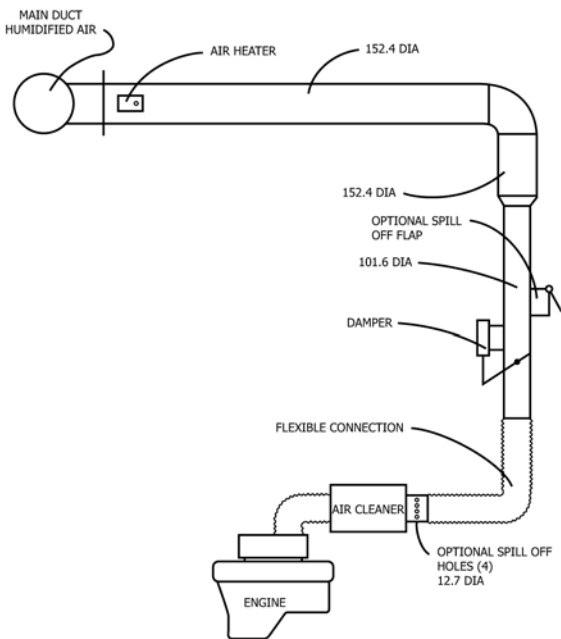 MAIN DUCT
HUMIDIFIED AIR
AIR HEATER
152.4 DIA
152.4 DIA
OPTIONAL SPILL
OFF FLAP
101.6 DIA
DAMPER
FLEXIBLE CONNECTION
AIR CLEANER
OPTIONAL SPILL OFF
HOLES (4)
12.7 DIA
ENGINE